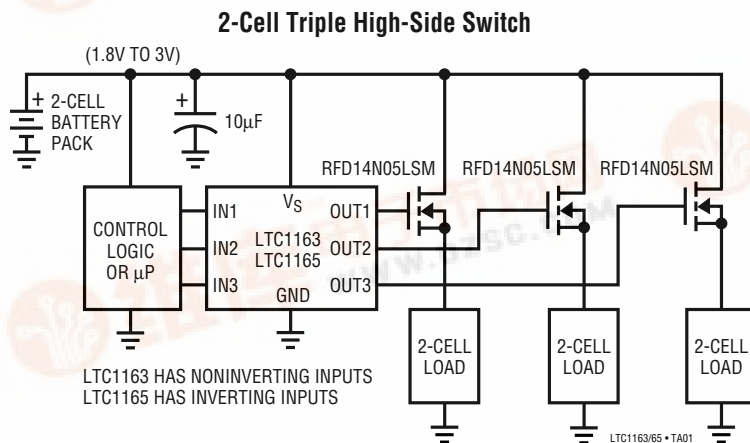 2-Cell Triple High-Side Switch
(1.8V TO 3V)
+ 2-CELL
BATTERY
PACK
+
10µF
RFD14N05LSM
RFD14N05LSM
RFD14N05LSM
CONTROL
LOGIC
OR µP
IN1
IN2
IN3
VS
LTC1163
LTC1165
GND
OUT1
OUT2
OUT3
2-CELL
LOAD
2-CELL
LOAD
2-CELL
LOAD
LTC1163 HAS NONINVERTING INPUTS
LTC1165 HAS INVERTING INPUTS
LTC1163/65 • TA01